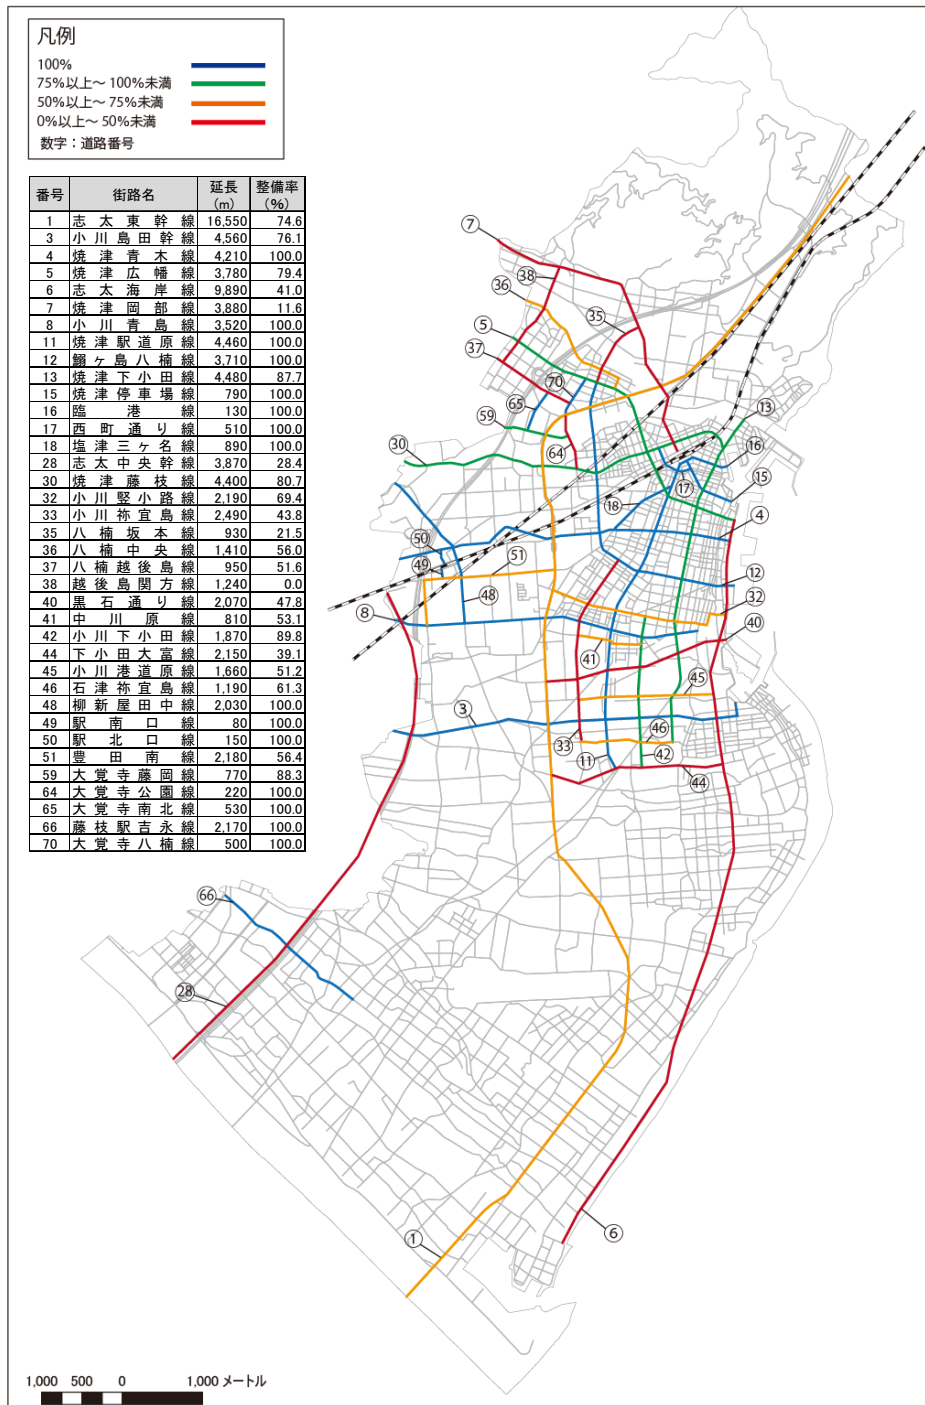 凡例
100%
75%以上～100%未満
50%以上～75%未満
0%以上～50%未満
数字：道路番号
番号 街路名 延長(m) 整備率(%)
1 志太東幹線 16,550 74.6
3 小川島田幹線 4,560 76.1
4 焼津青木線 4,210 100.0
5 焼津広幡線 3,780 79.4
6 志太海岸線 9,890 41.0
7 焼津岡部線 3,880 11.6
8 小川青島線 3,520 100.0
11 焼津駅道原線 4,460 100.0
12 鰯ヶ島八楠線 3,710 100.0
13 焼津下小田線 4,480 87.7
15 焼津停車場線 790 100.0
16 臨港線 130 100.0
17 西町通り線 510 100.0
18 塩津三ヶ名線 890 100.0
28 志太中央幹線 3,870 28.4
30 焼津藤枝線 4,400 80.7
32 小川竪小路線 2,190 69.4
33 小川祢宜島線 2,490 43.8
35 八楠坂本線 930 21.5
36 八楠中央線 1,410 56.0
37 八楠越後島線 950 51.6
38 越後島関方線 1,240 0.0
40 黒石通り線 2,070 47.8
41 中川原線 810 53.1
42 小川下小田線 1,870 89.8
44 下小田大富線 2,150 39.1
45 小川港道原線 1,660 51.2
46 石津祢宜島線 1,190 61.3
48 柳新屋田中線 2,030 100.0
49 駅南口線 80 100.0
50 駅北口線 150 100.0
51 豊田南線 2,180 56.4
59 大覚寺藤岡線 770 88.3
64 大覚寺公園線 220 100.0
65 大覚寺南北線 530 100.0
66 藤枝駅吉永線 2,170 100.0
70 大覚寺八楠線 500 100.0
7
38
36
5
35
37
70
65
59
13
30
64
16
17
15
18
4
50
51
49
12
48
32
8
40
41
45
3
46
33
11
42
44
66
28
6
1
1,000 500 0 1,000 メートル